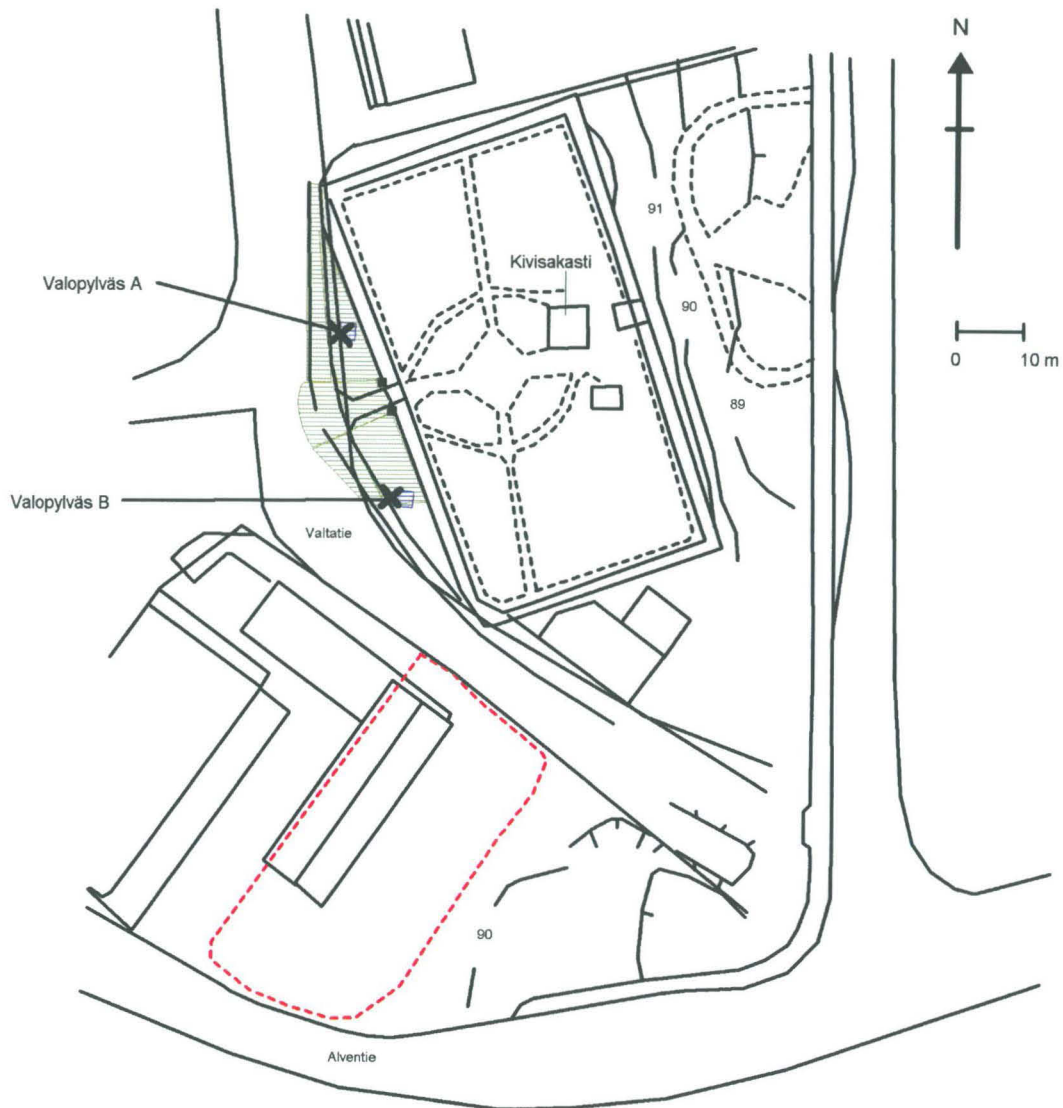 N
91
Kivisakasti
Valopylväs A
90
0 10 m
89
Valopylväs B
Valtatie
90
Alventie